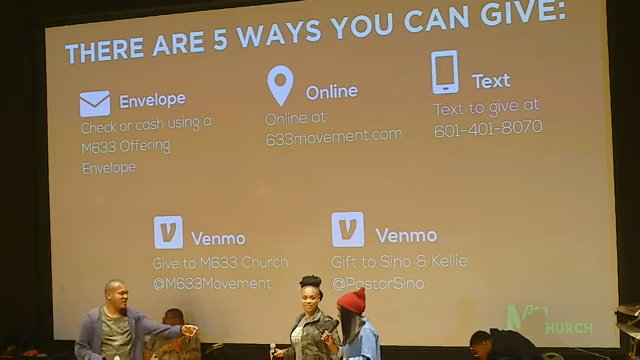 THERE ARE 5 WAYS YOU CAN GIVE:
Envelope
Check or cash using a
M633 Offering
Envelope
Online
Online at
633movement.com
Text
Text to give at
601-401-8070
Venmo
Give to M633 Church
@M633Movement
Venmo
Gift to Sino & Kellie
@PastorSino
M633
CHURCH